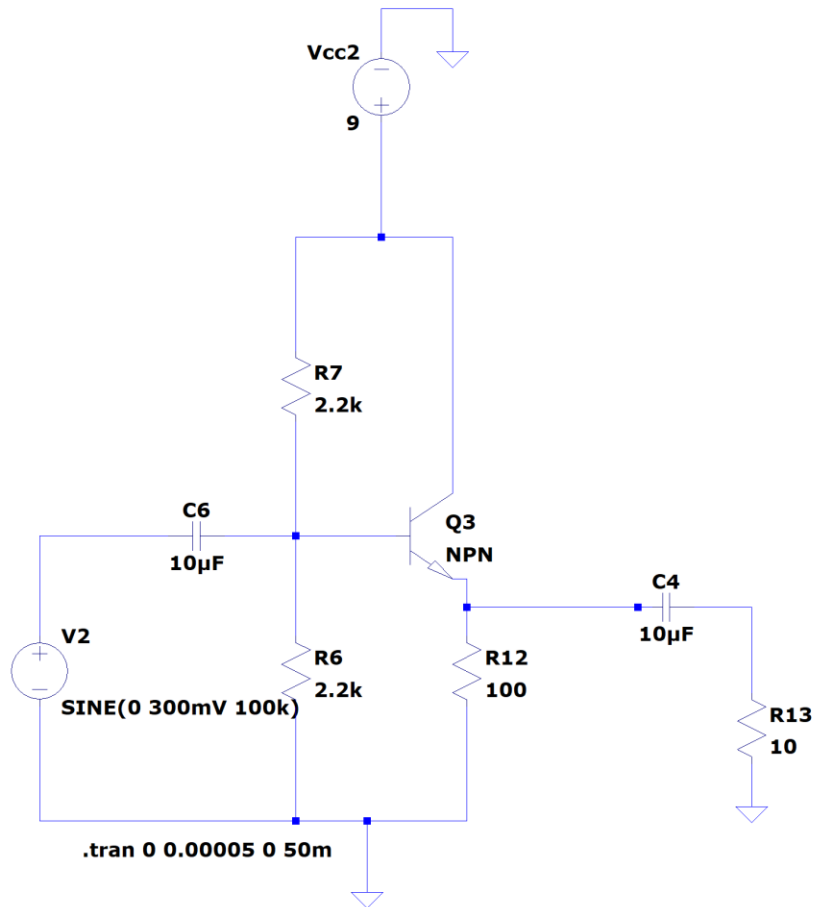 Vcc2
9
R7
2.2k
C6
10µF
Q3
NPN
C4
10µF
V2
SINE(0 300mV 100k)
R6
2.2k
R12
100
R13
10
.tran 0 0.00005 0 50m